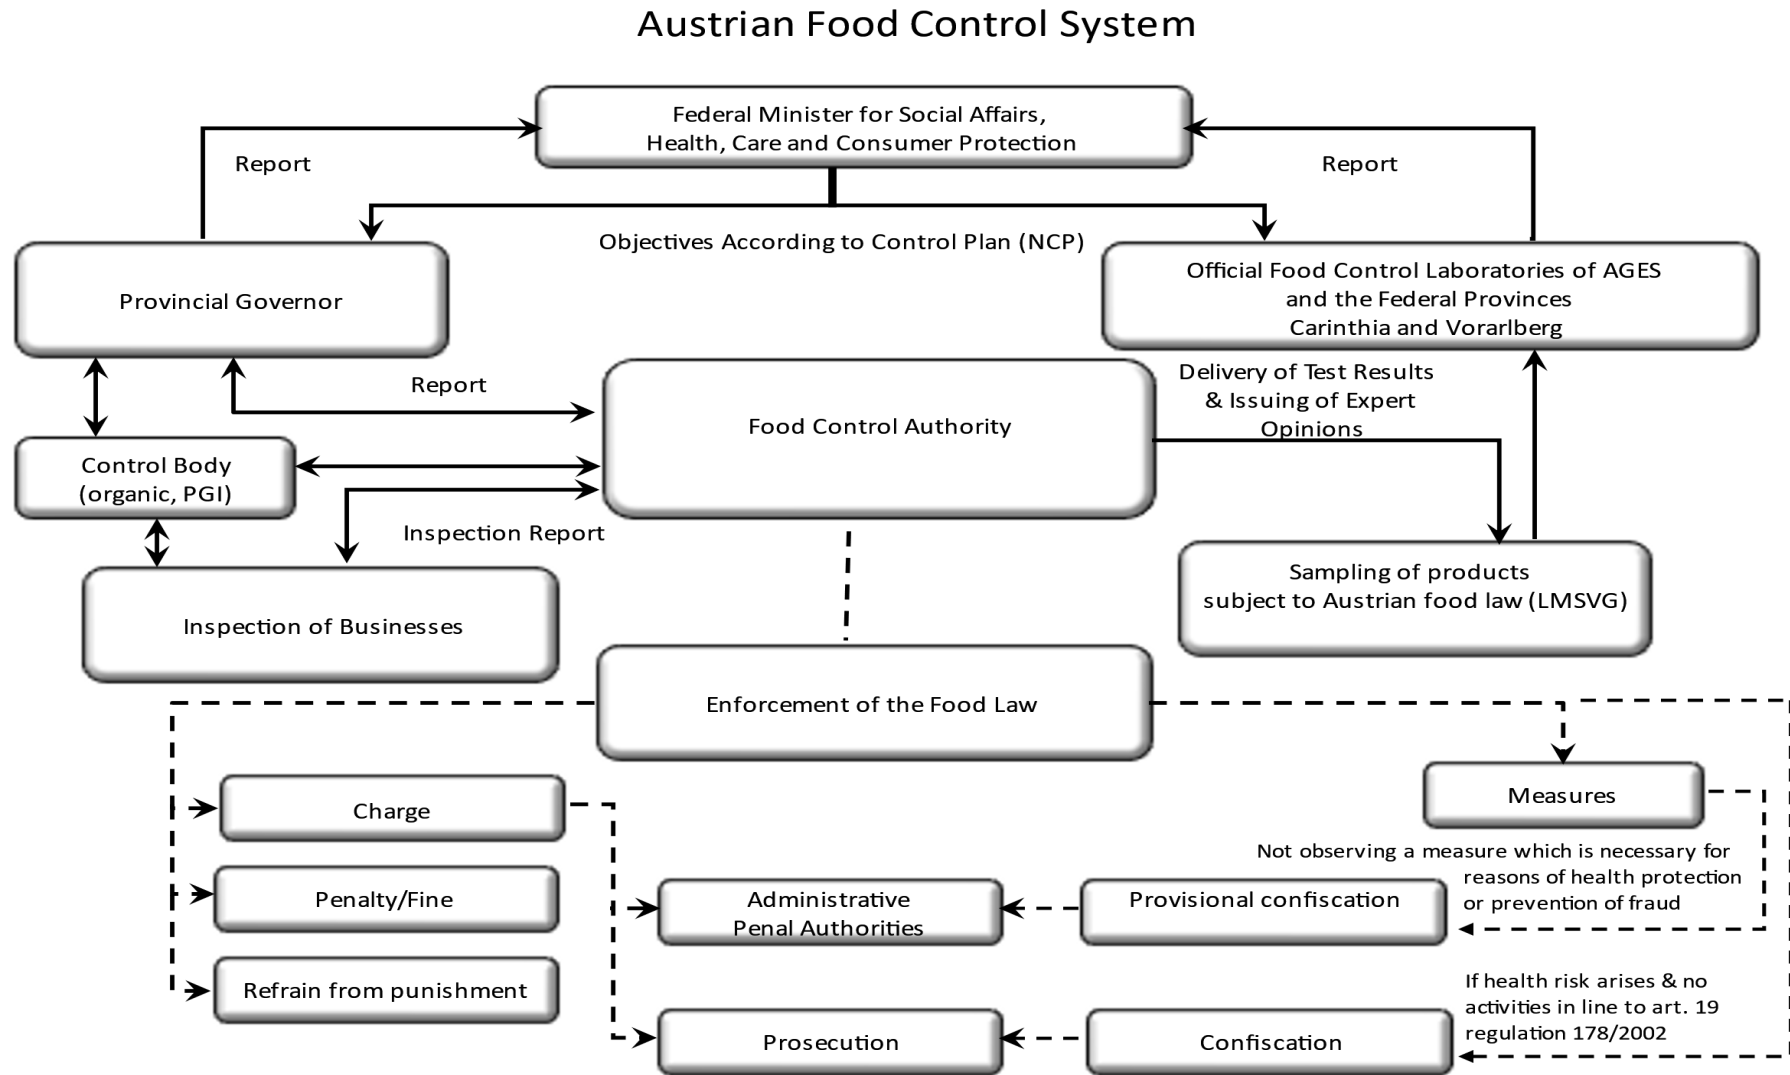 Austrian Food Control System
Federal Minister for Social Affairs,
Health, Care and Consumer Protection
Report
Report
Objectives According to Control Plan (NCP)
Provincial Governor
Official Food Control Laboratories of AGES
and the Federal Provinces
Carinthia and Vorarlberg
Report
Food Control Authority
Delivery of Test Results
& Issuing of Expert
Opinions
Control Body
(organic, PGI)
Inspection Report
Inspection of Businesses
Sampling of products
subject to Austrian food law (LMSVG)
Enforcement of the Food Law
Charge
Measures
Penalty/Fine
Refrain from punishment
Administrative
Penal Authorities
Provisional confiscation
Not observing a measure which is necessary for
reasons of health protection
or prevention of fraud
Prosecution
Confiscation
If health risk arises & no
activities in line to art. 19
regulation 178/2002